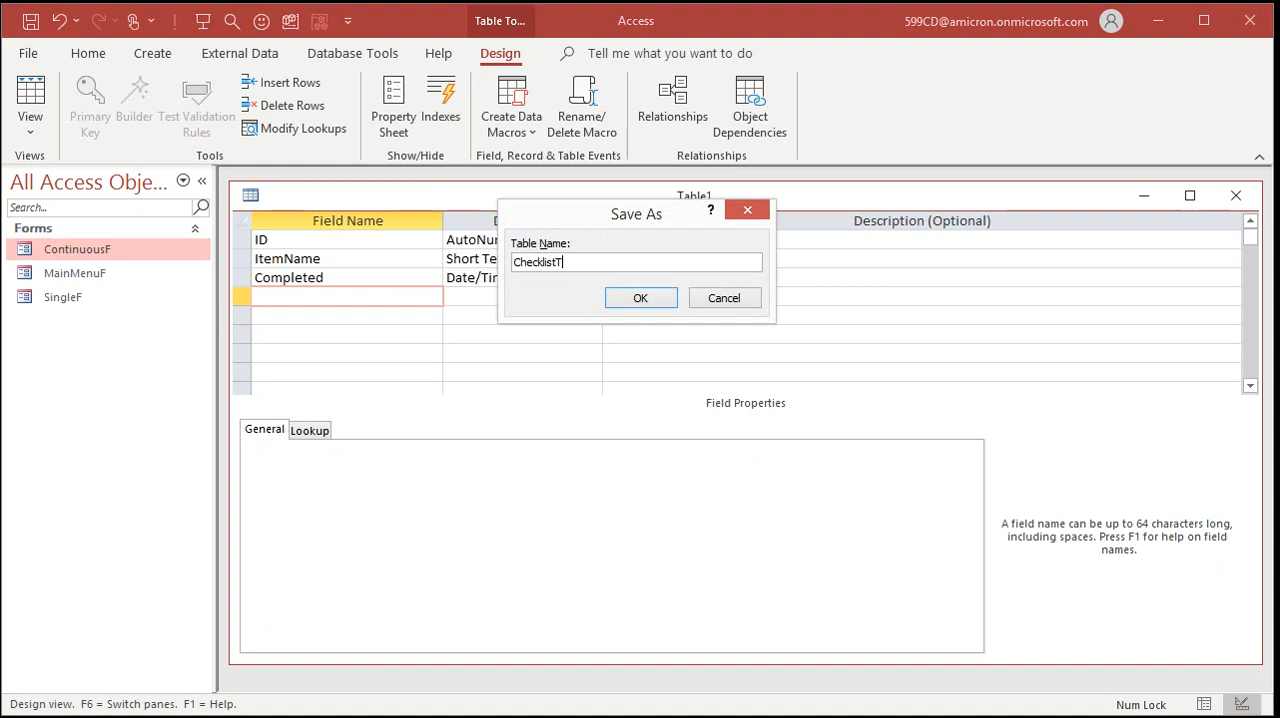 Table To...
Access
599CD@amicron.onmicrosoft.com
File
Home
Create
External Data
Database Tools
Help
Design
Tell me what you want to do
View
Primary Key
Builder
Test Validation Rules
Insert Rows
Delete Rows
Modify Lookups
Property Sheet
Indexes
Create Data Macros
Rename/ Delete Macro
Relationships
Object Dependencies
Views
Tools
Show/Hide
Field, Record & Table Events
Relationships
All Access Obje...
Search...
Forms
ContinuousF
MainMenuF
SingleF
Table1
Field Name
D
Description (Optional)
ID
AutoNu
ItemName
Short Te
Completed
Date/Tin
Save As
?
Table Name:
ChecklistT
OK
Cancel
Field Properties
General
Lookup
A field name can be up to 64 characters long,
including spaces. Press F1 for help on field
names.
Design view. F6 = Switch panes. F1 = Help.
Num Lock